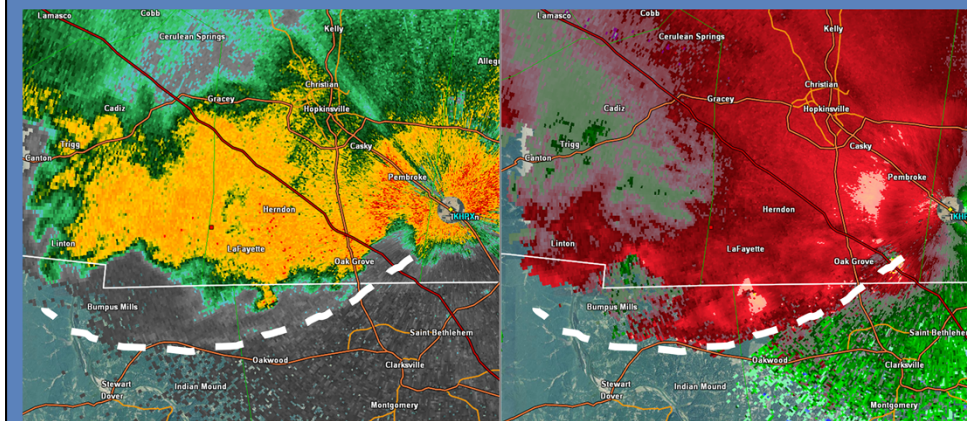 Lamasco
Cobb
Cerulean Springs
Kelly
Allegr
Christian
Gracey
Hopkinsville
Cadiz
Casky
Trigg
Canton
Pembroke
Herndon
LaFayette
Linton
Oak Grove
Bumpus Mills
Saint Bethlehem
Oakwood
Clarksville
Stewart
Dover
Indian Mound
Montgomery
Lamasco
Cobb
Cerulean Springs
Kelly
Christian
Gracey
Hopkinsville
Cadiz
Casky
Trigg
Canton
Pembroke
Herndon
LaFayette
Linton
Oak Grove
Bumpus Mills
Saint Bethlehem
Oakwood
Clarksville
Stewart
Dover
Indian Mound
Montgomery